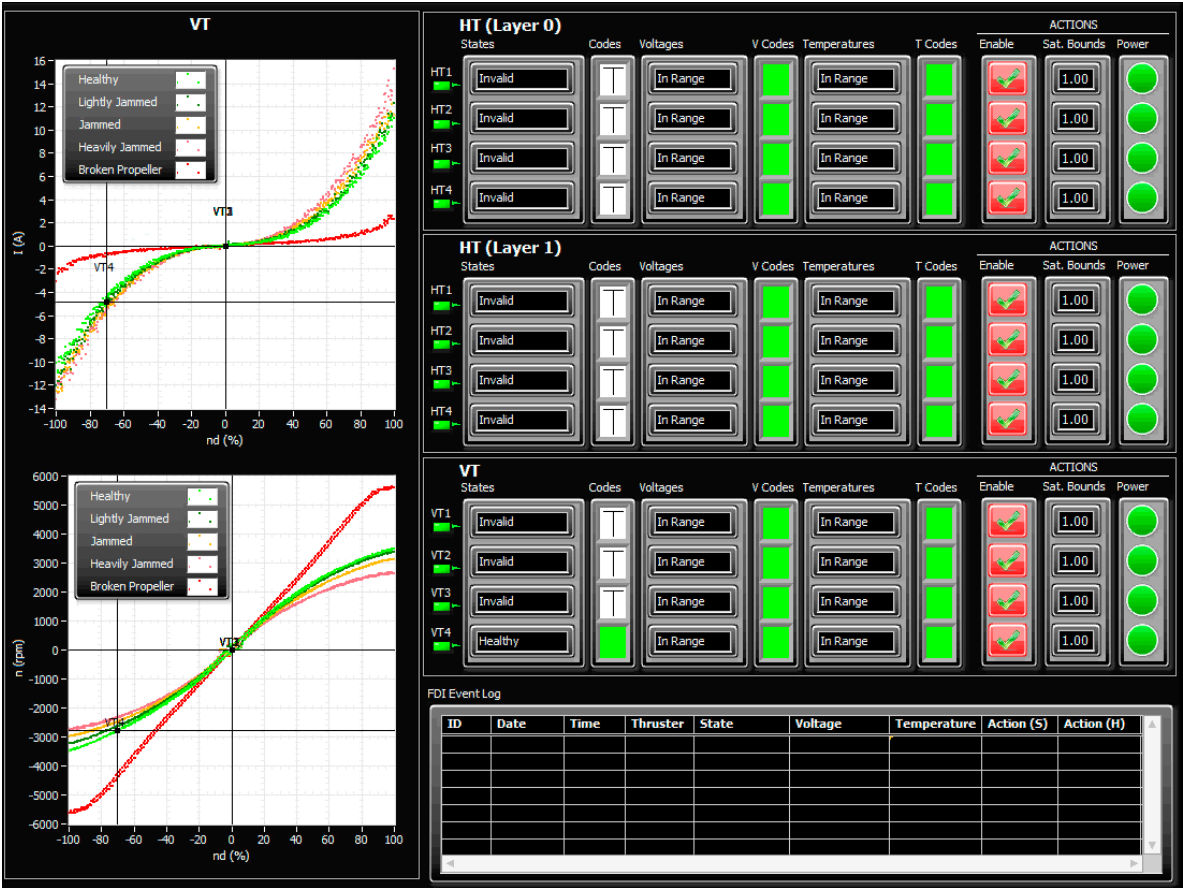 VT
16
14
12
10
8
6
4
2
0
-2
-4
-6
-8
-10
-12
-14
I (A)
Healthy
Lightly Jammed
Jammed
Heavily Jammed
Broken Propeller
VT4
-100 -80 -60 -40 -20 0 20 40 60 80 100
nd (%)
6000
5000
4000
3000
2000
1000
0
-1000
-2000
-3000
-4000
-5000
-6000
n (rpm)
Healthy
Lightly Jammed
Jammed
Heavily Jammed
Broken Propeller
-100 -80 -60 -40 -20 0 20 40 60 80 100
nd (%)
HT (Layer 0)
ACTIONS
States Codes Voltages V Codes Temperatures T Codes Enable Sat. Bounds Power
HT1 Invalid T In Range In Range 1.00
HT2 Invalid T In Range In Range 1.00
HT3 Invalid T In Range In Range 1.00
HT4 Invalid T In Range In Range 1.00
HT (Layer 1)
ACTIONS
States Codes Voltages V Codes Temperatures T Codes Enable Sat. Bounds Power
HT1 Invalid T In Range In Range 1.00
HT2 Invalid T In Range In Range 1.00
HT3 Invalid T In Range In Range 1.00
HT4 Invalid T In Range In Range 1.00
VT
ACTIONS
States Codes Voltages V Codes Temperatures T Codes Enable Sat. Bounds Power
VT1 Invalid T In Range In Range 1.00
VT2 Invalid T In Range In Range 1.00
VT3 Invalid T In Range In Range 1.00
VT4 Healthy In Range In Range 1.00
FDI Event Log
ID Date Time Thruster State Voltage Temperature Action (S) Action (H)